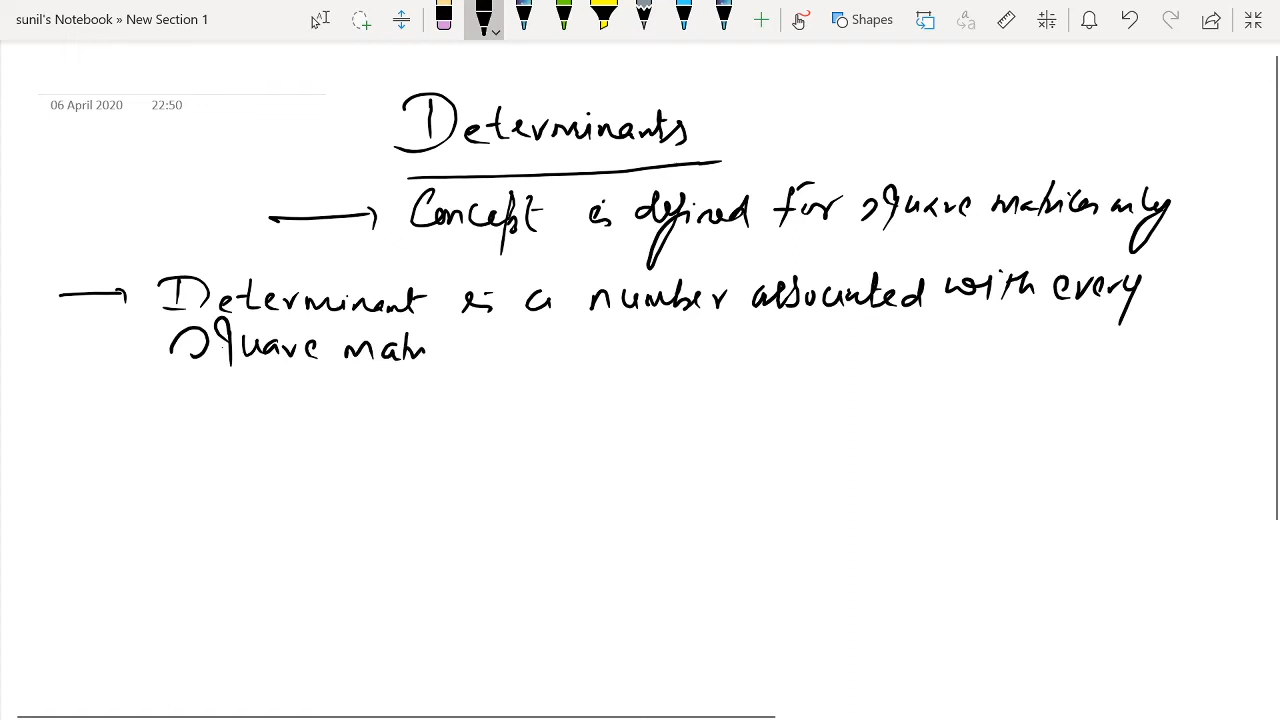 sunil's Notebook » New Section 1
Shapes
06 April 2020 22:50
Determinants
→ Concept is defined for square matrices only
→ Determinant is a number associated with every
square matr